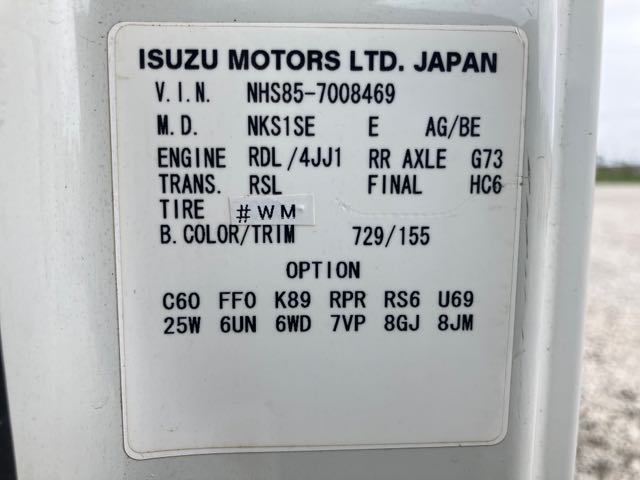 ISUZU MOTORS LTD. JAPAN
V.I.N. NHS85-7008469
M.D. NKS1SE E AG/BE
ENGINE RDL/4JJ1 RR AXLE G73
TRANS. RSL FINAL HC6
TIRE #WM
B.COLOR/TRIM 729/155
OPTION
C60 FF0 K89 RPR RS6 U69
25W 6UN 6WD 7VP 8GJ 8JM